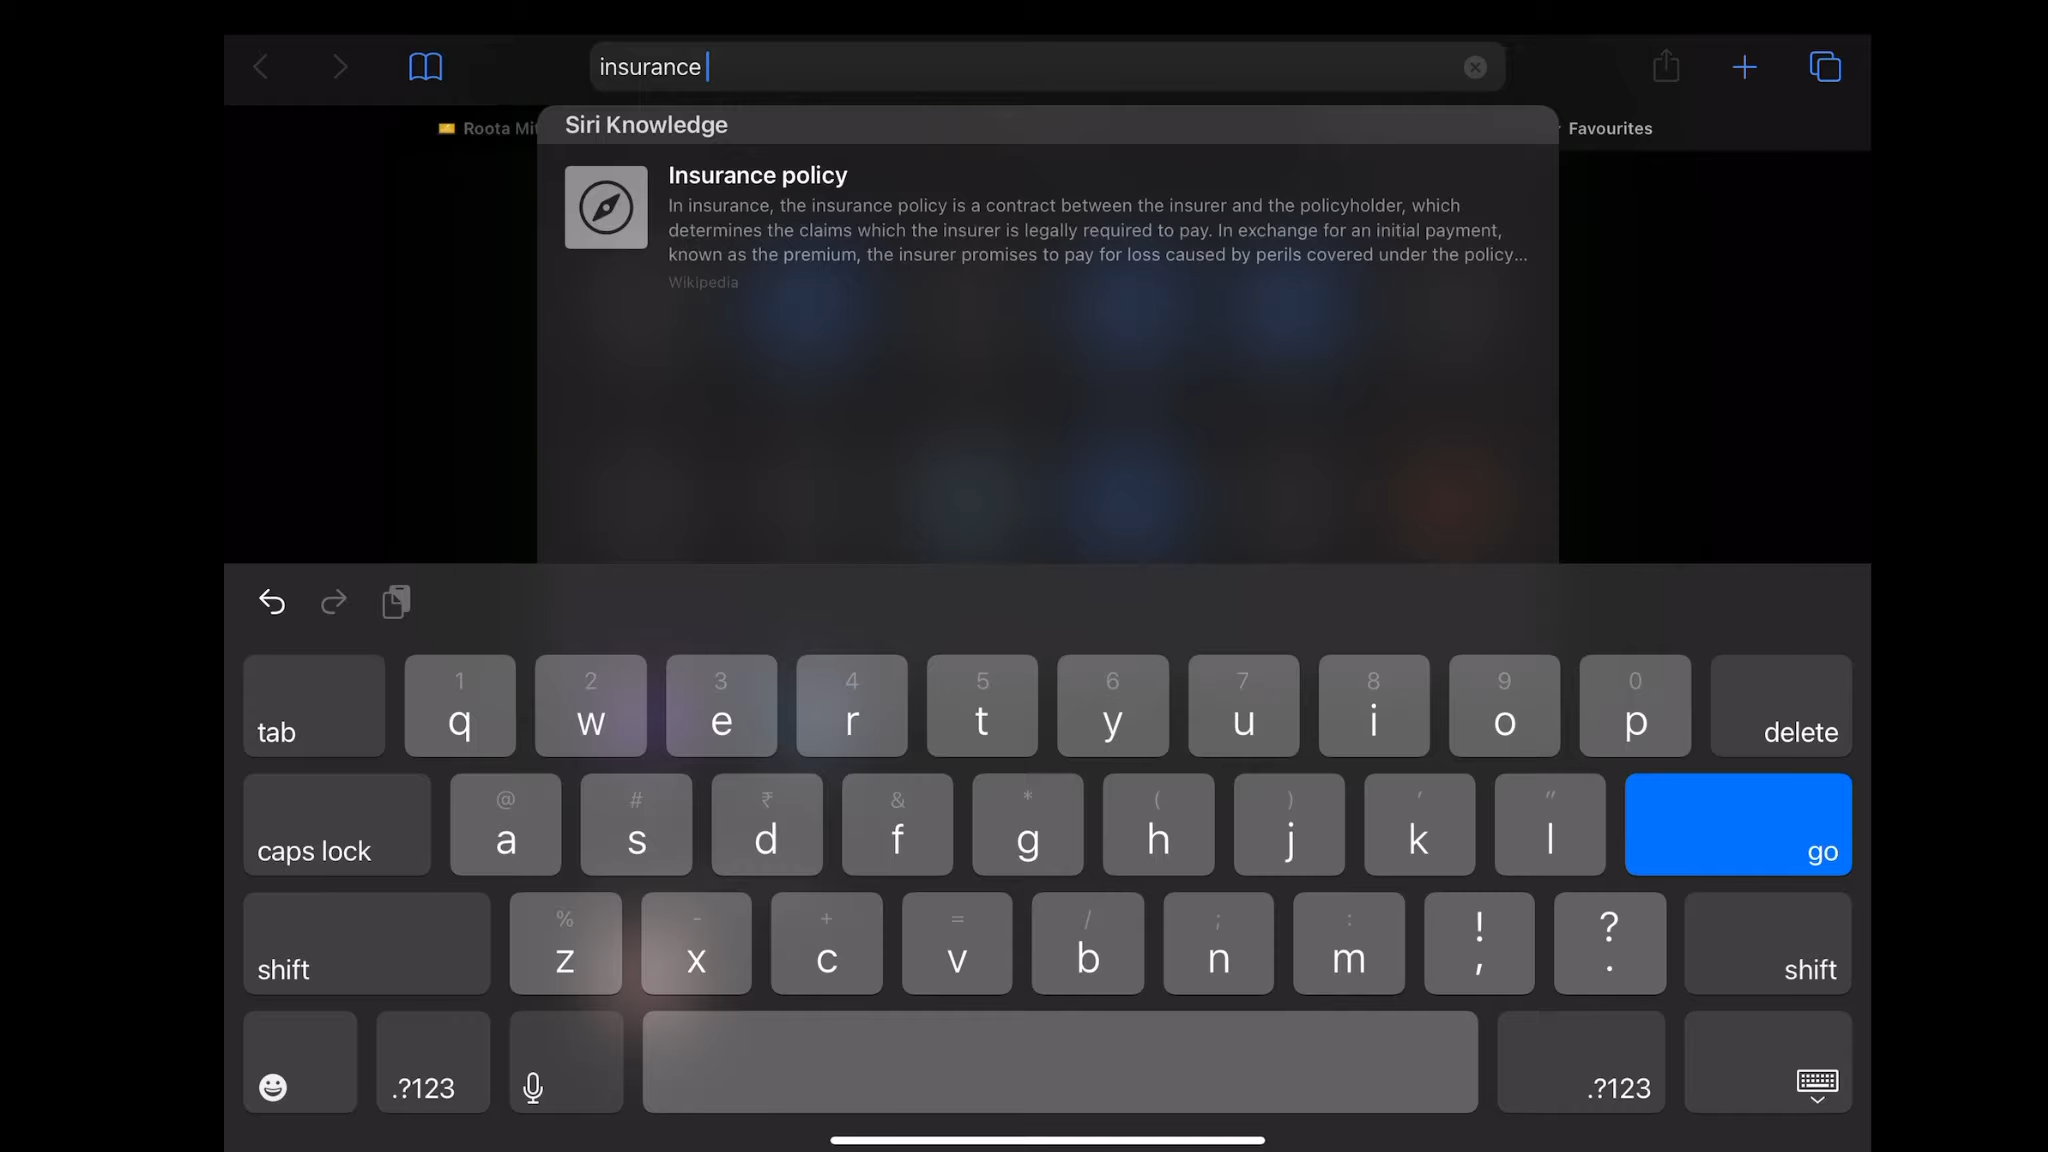 insurance
Roota Mit
Siri Knowledge
Favourites
Insurance policy
In insurance, the insurance policy is a contract between the insurer and the policyholder, which
determines the claims which the insurer is legally required to pay. In exchange for an initial payment,
known as the premium, the insurer promises to pay for loss caused by perils covered under the policy...
Wikipedia
1 2 3 4 5 6 7 8 9 0
tab q w e r t y u i o p delete
@ # ₹ & * ( ) ' "
caps lock a s d f g h j k l go
% - + = / ; : ! ?
shift z x c v b n m , . shift
.?123 .?123